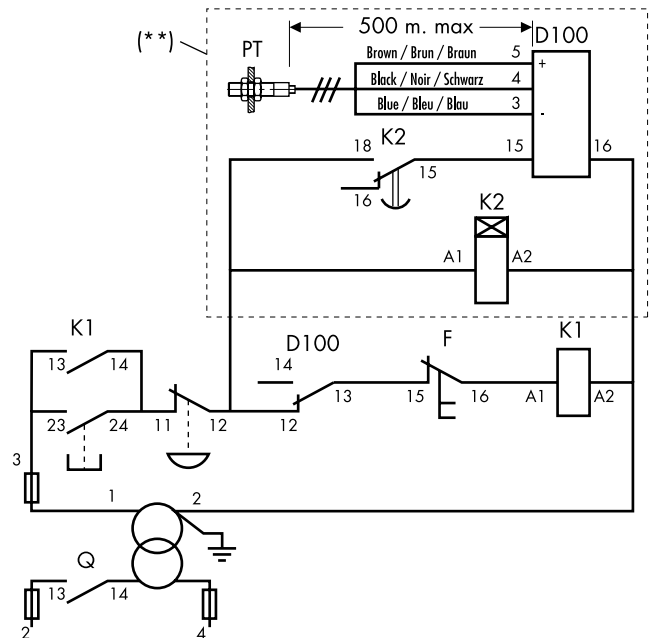 500 m. max
D100
(**)
PT
Brown / Brun / Braun 5
+
Black / Noir / Schwarz 4
Blue / Bleu / Blau 3
-
K2
18 15 15 16
16
K2
A1 A2
K1
D100 F K1
13 14 14
13 15 16 A1 A2
23 24 11 12 12
3
1 2
Q
13 14
2 4